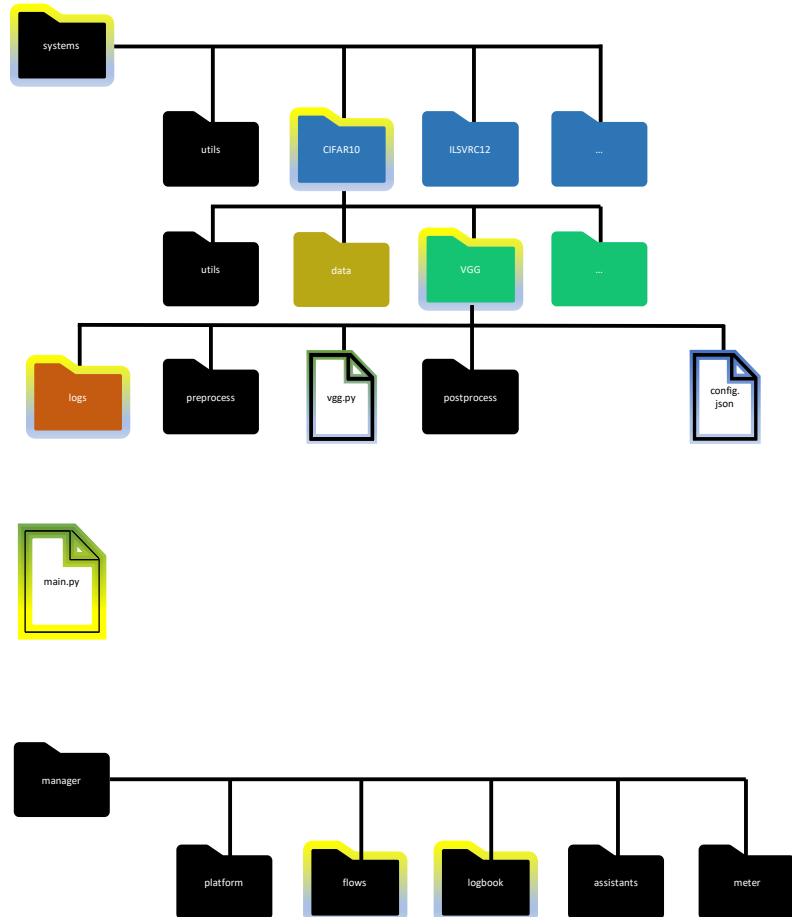 systems
utils
CIFAR10
ILSVRC12
...
utils
data
VGG
...
logs
preprocess
vgg.py
postprocess
config.
json
main.py
manager
platform
flows
logbook
assistants
meter